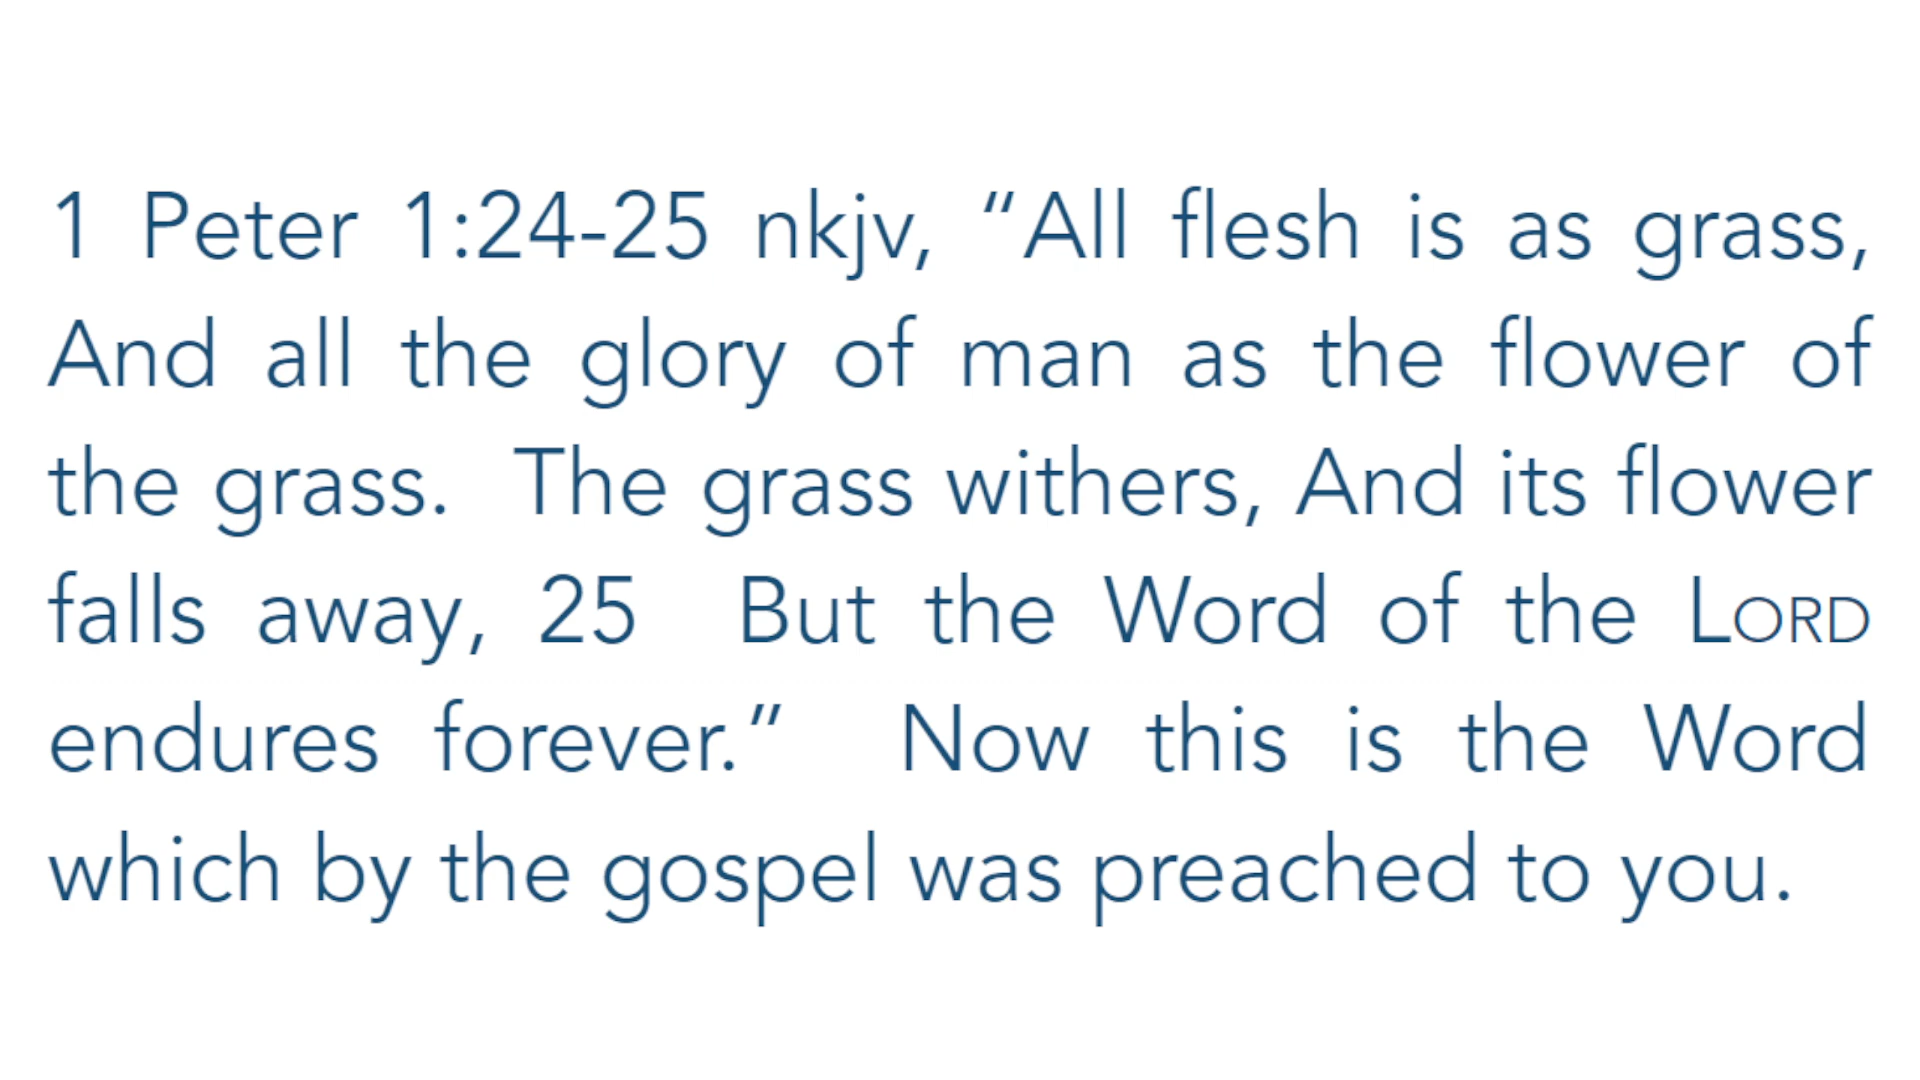 1 Peter 1:24-25 nkjv, “All flesh is as grass,
And all the glory of man as the flower of
the grass.  The grass withers, And its flower
falls away, 25  But the Word of the LORD
endures forever.”  Now this is the Word
which by the gospel was preached to you.